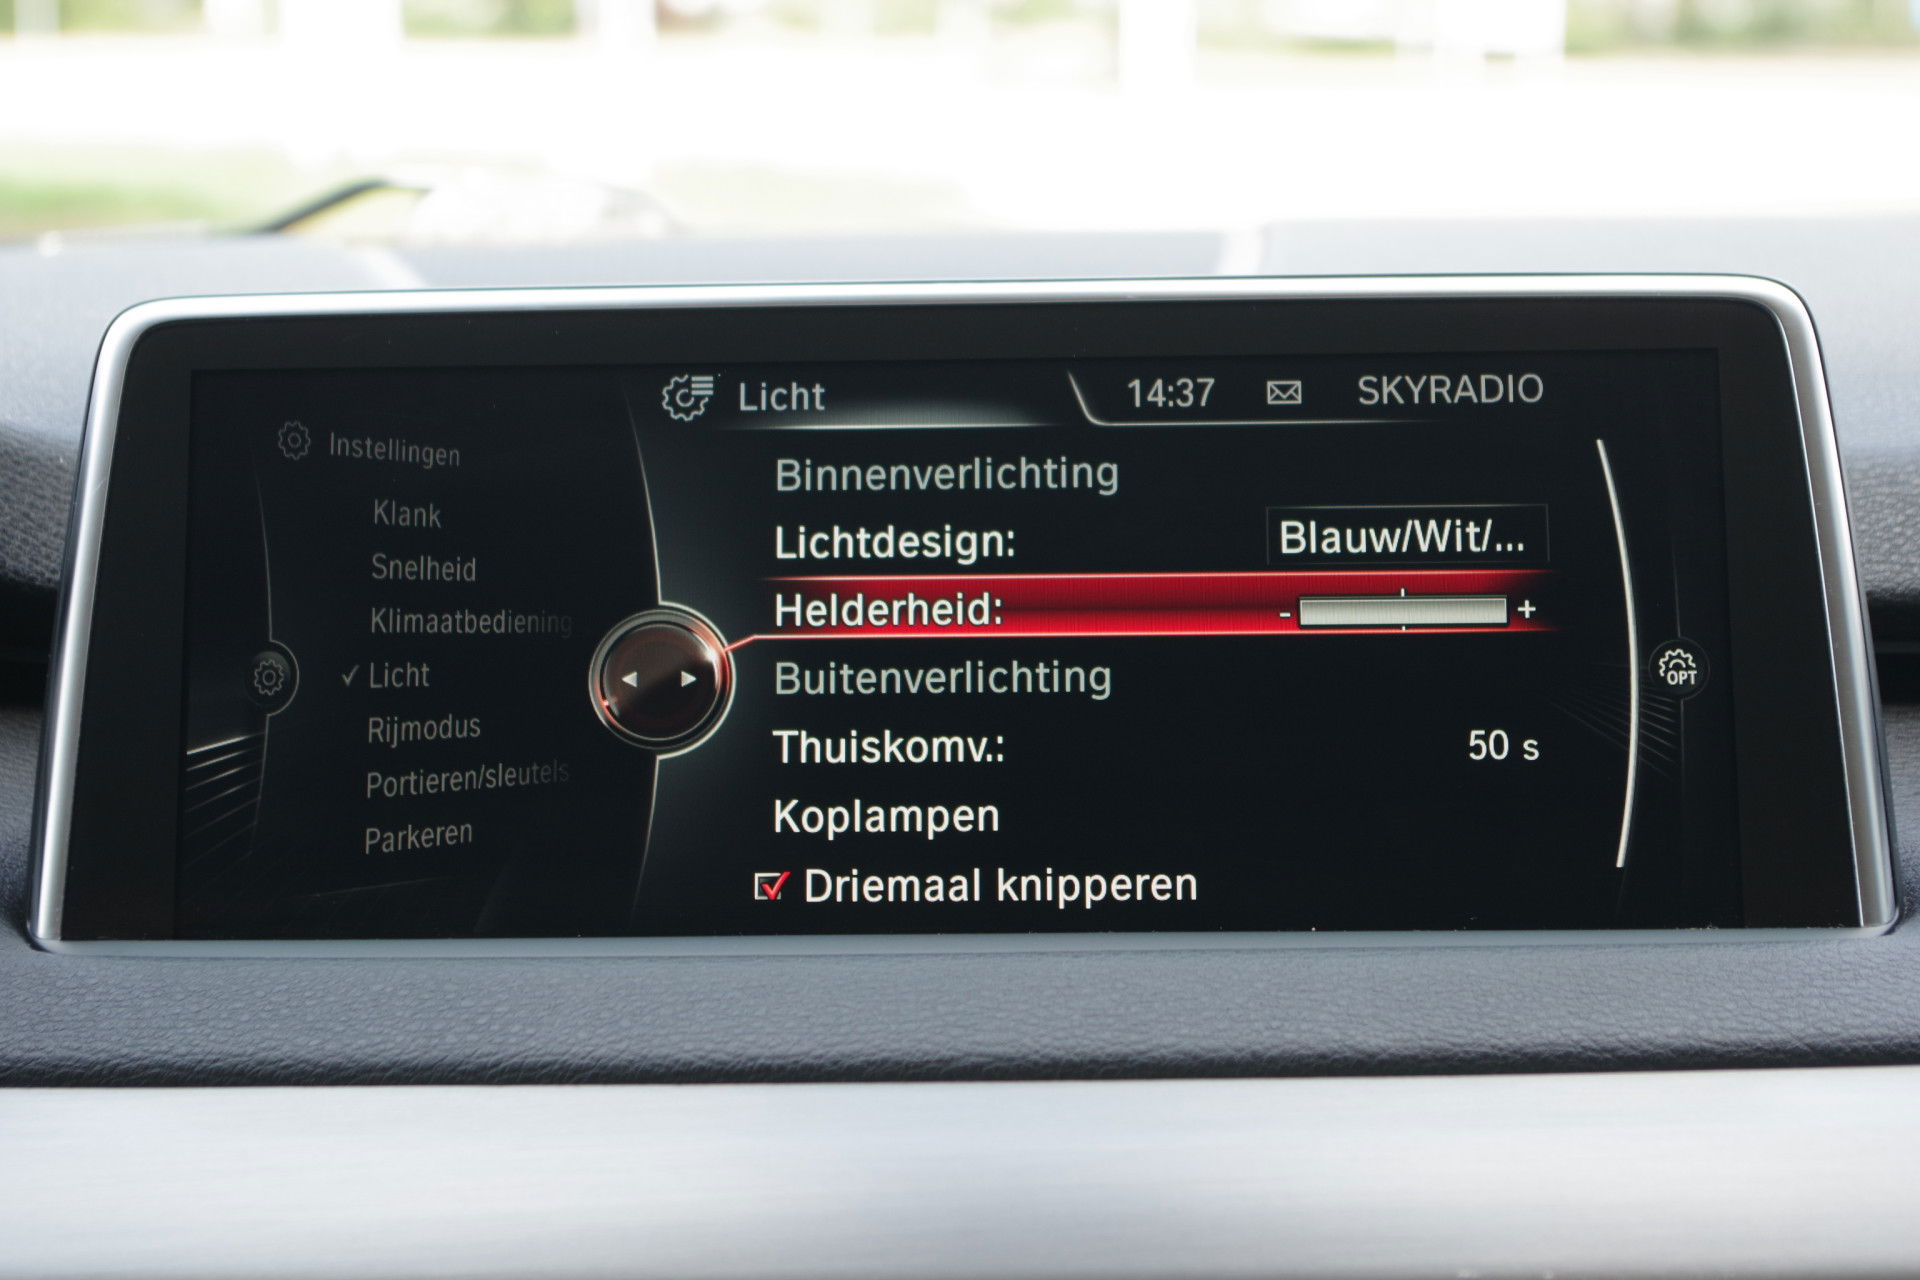 Licht
14:37
SKYRADIO
Instellingen
Klank
Snelheid
Klimaatbediening
✓ Licht
Rijmodus
Portieren/sleutels
Parkeren
Binnenverlichting
Lichtdesign: Blauw/Wit/...
Helderheid: - +
Buitenverlichting
Thuiskomv.: 50 s
Koplampen
Driemaal knipperen
OPT